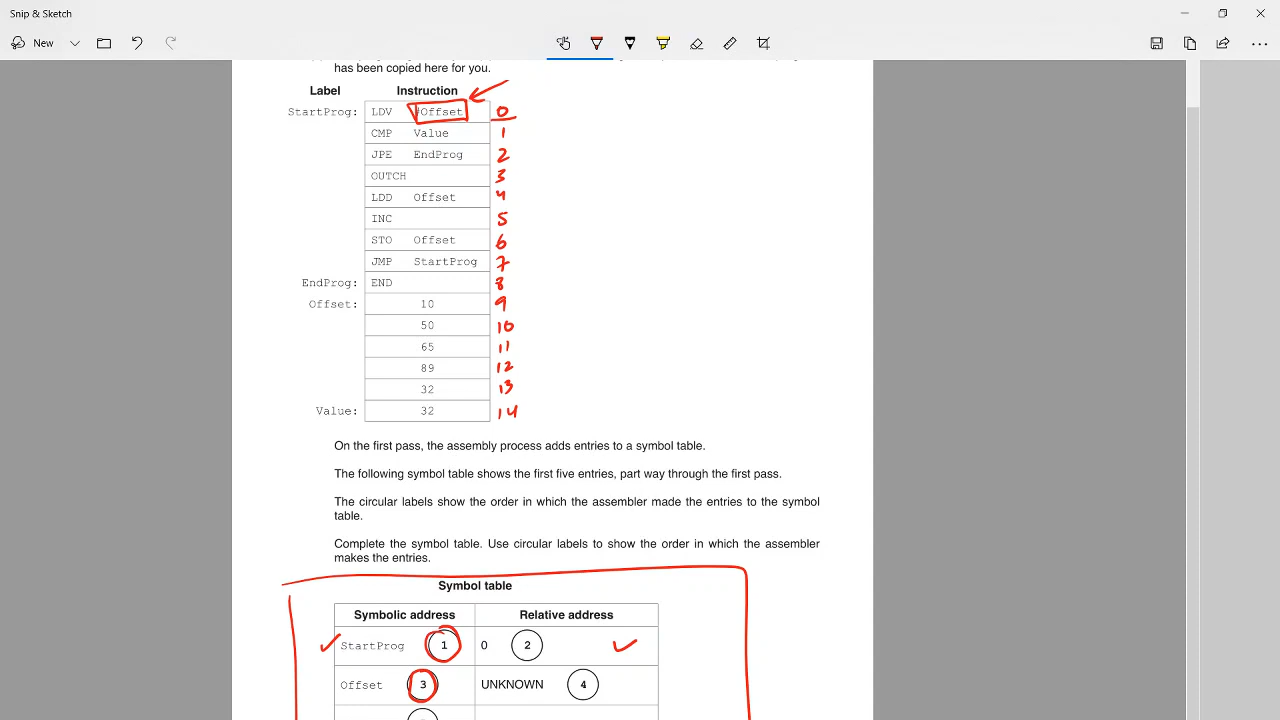 Snip & Sketch
New
has been copied here for you.
Label Instruction
StartProg: LDV #Offset 0
CMP Value 1
JPE EndProg 2
OUTCH 3
LDD Offset 4
INC 5
STO Offset 6
JMP StartProg 7
EndProg: END 8
Offset: 10 9
50 10
65 11
89 12
32 13
Value: 32 14
On the first pass, the assembly process adds entries to a symbol table.
The following symbol table shows the first five entries, part way through the first pass.
The circular labels show the order in which the assembler made the entries to the symbol
table.
Complete the symbol table. Use circular labels to show the order in which the assembler
makes the entries.
Symbol table
Symbolic address Relative address
StartProg 1 0 2
Offset 3 UNKNOWN 4